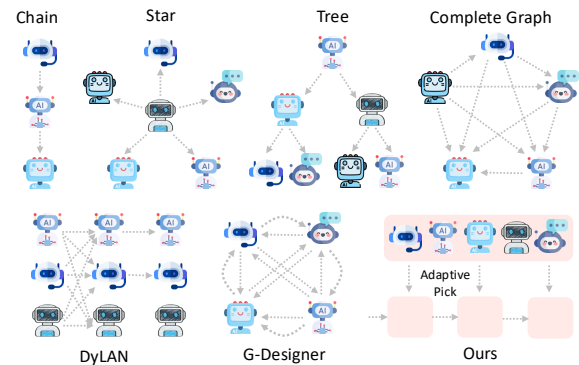 Chain
Star
Tree
Complete Graph
AI
AI
AI
AI
AI
AI
AI
AI
AI
AI
Adaptive
Pick
DyLAN
G-Designer
Ours